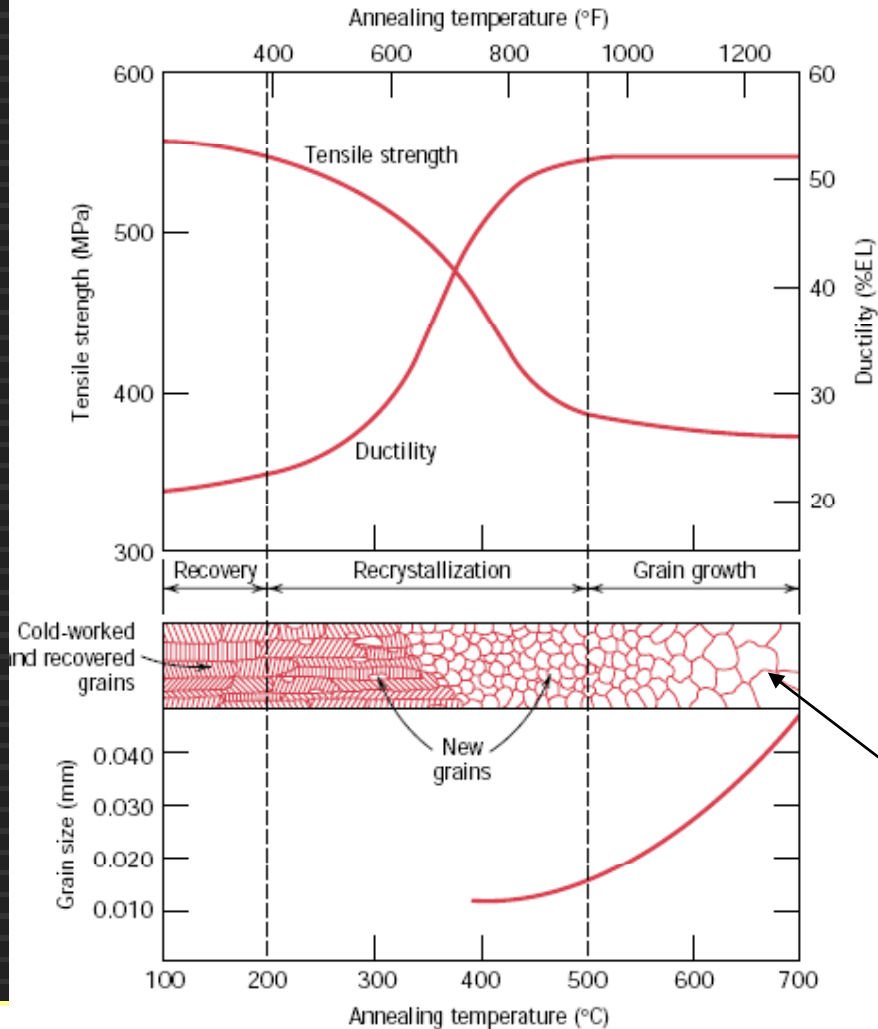 Annealing temperature (°F)
400 600 800 1000 1200
600 60
Tensile strength
50
500
Tensile strength (MPa)
Ductility (%EL)
40
400 30
Ductility
20
300
Recovery Recrystallization Grain growth
Cold-worked
nd recovered
grains
New
grains
0.040
0.030
0.020
0.010
Grain size (mm)
100 200 300 400 500 600 700
Annealing temperature (°C)